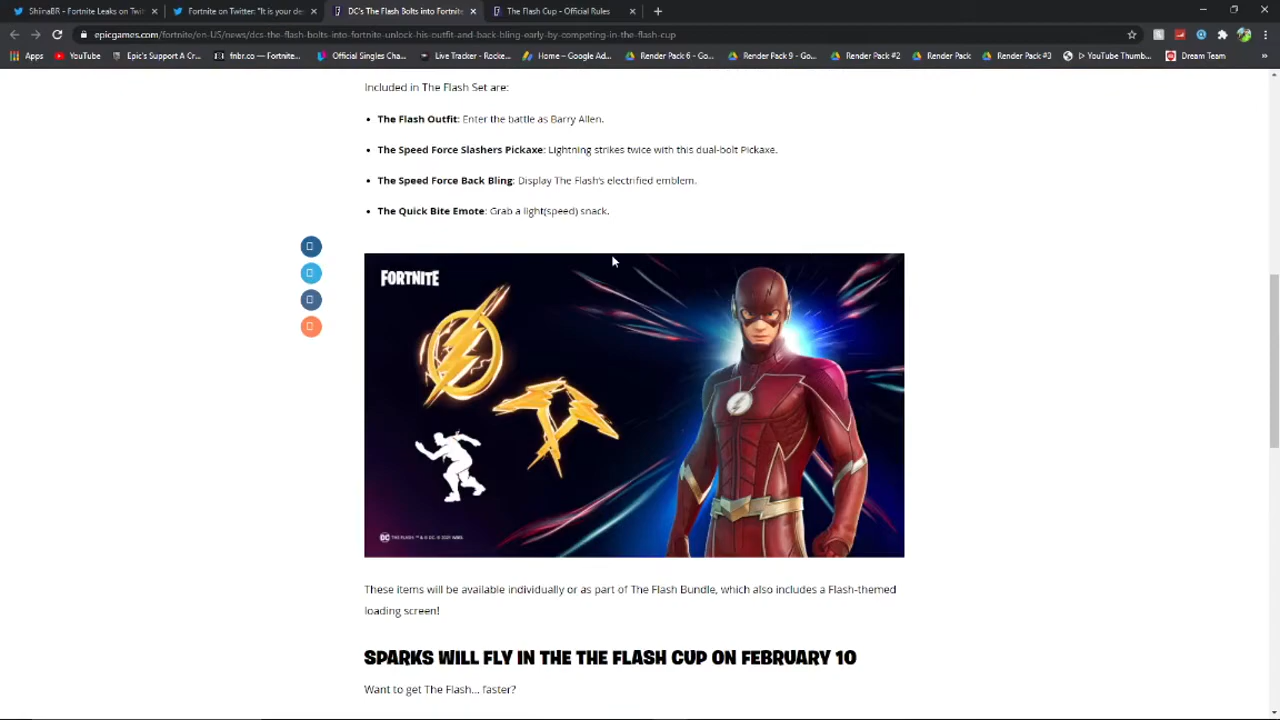 ShiinaBR - Fortnite Leaks on Twit
Fortnite on Twitter: "It is your des
DC's The Flash Bolts into Fortnite
The Flash Cup - Official Rules
epicgames.com/fortnite/en-US/news/dcs-the-flash-bolts-into-fortnite-unlock-his-outfit-and-back-bling-early-by-competing-in-the-flash-cup
Apps YouTube Epic's Support A Cr... fnbr.co — Fortnite... Official Singles Cha... Live Tracker - Rocke... Home – Google Ad... Render Pack 6 - Go... Render Pack 9 - Go... Render Pack #2 Render Pack Render Pack #3 YouTube Thumb... Dream Team
Included in The Flash Set are:
The Flash Outfit: Enter the battle as Barry Allen.
The Speed Force Slashers Pickaxe: Lightning strikes twice with this dual-bolt Pickaxe.
The Speed Force Back Bling: Display The Flash's electrified emblem.
The Quick Bite Emote: Grab a light(speed) snack.
FORTNITE
DC THE FLASH ™ & © DC. © 2021 WBEI.
These items will be available individually or as part of The Flash Bundle, which also includes a Flash-themed
loading screen!
SPARKS WILL FLY IN THE THE FLASH CUP ON FEBRUARY 10
Want to get The Flash... faster?